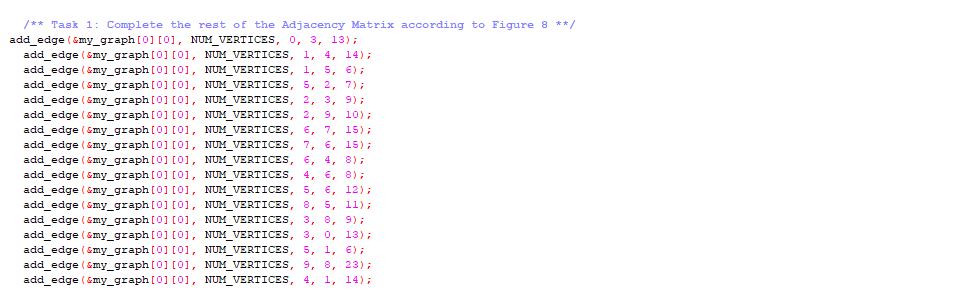 /** Task 1: Complete the rest of the Adjacency Matrix according to Figure 8 **/
add_edge(&my_graph[0][0], NUM_VERTICES, 0, 3, 13);
add_edge(&my_graph[0][0], NUM_VERTICES, 1, 4, 14);
add_edge(&my_graph[0][0], NUM_VERTICES, 1, 5, 6);
add_edge(&my_graph[0][0], NUM_VERTICES, 5, 2, 7);
add_edge(&my_graph[0][0], NUM_VERTICES, 2, 3, 9);
add_edge(&my_graph[0][0], NUM_VERTICES, 2, 9, 10);
add_edge(&my_graph[0][0], NUM_VERTICES, 6, 7, 15);
add_edge(&my_graph[0][0], NUM_VERTICES, 7, 6, 15);
add_edge(&my_graph[0][0], NUM_VERTICES, 6, 4, 8);
add_edge(&my_graph[0][0], NUM_VERTICES, 4, 6, 8);
add_edge(&my_graph[0][0], NUM_VERTICES, 5, 6, 12);
add_edge(&my_graph[0][0], NUM_VERTICES, 8, 5, 11);
add_edge(&my_graph[0][0], NUM_VERTICES, 3, 8, 9);
add_edge(&my_graph[0][0], NUM_VERTICES, 3, 0, 13);
add_edge(&my_graph[0][0], NUM_VERTICES, 5, 1, 6);
add_edge(&my_graph[0][0], NUM_VERTICES, 9, 8, 23);
add_edge(&my_graph[0][0], NUM_VERTICES, 4, 1, 14);